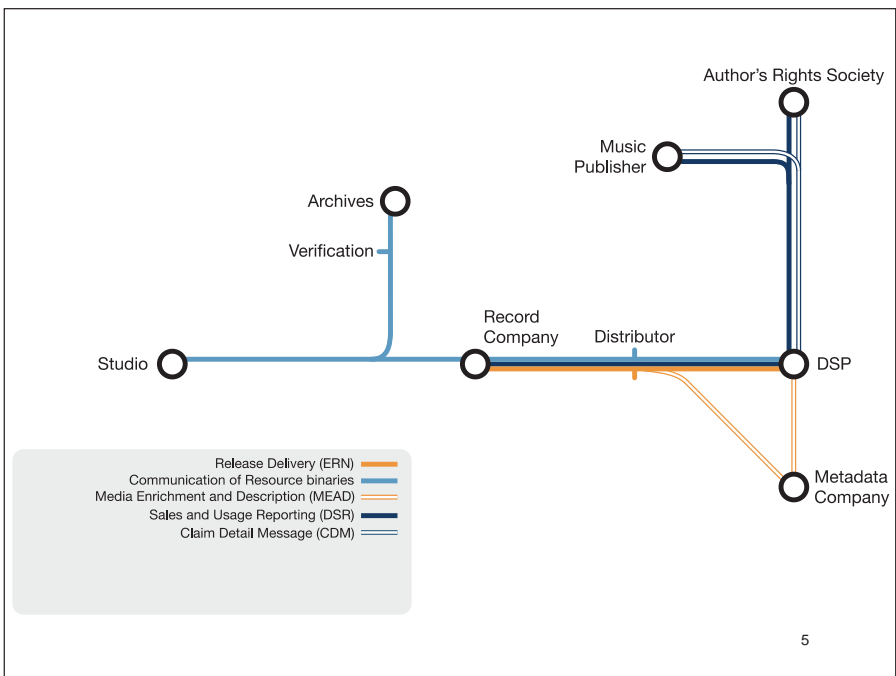 Author's Rights Society
Music
Publisher
Archives
Verification
Record
Company
Distributor
Studio
DSP
Release Delivery (ERN)
Communication of Resource binaries
Media Enrichment and Description (MEAD)
Sales and Usage Reporting (DSR)
Claim Detail Message (CDM)
Metadata
Company
5